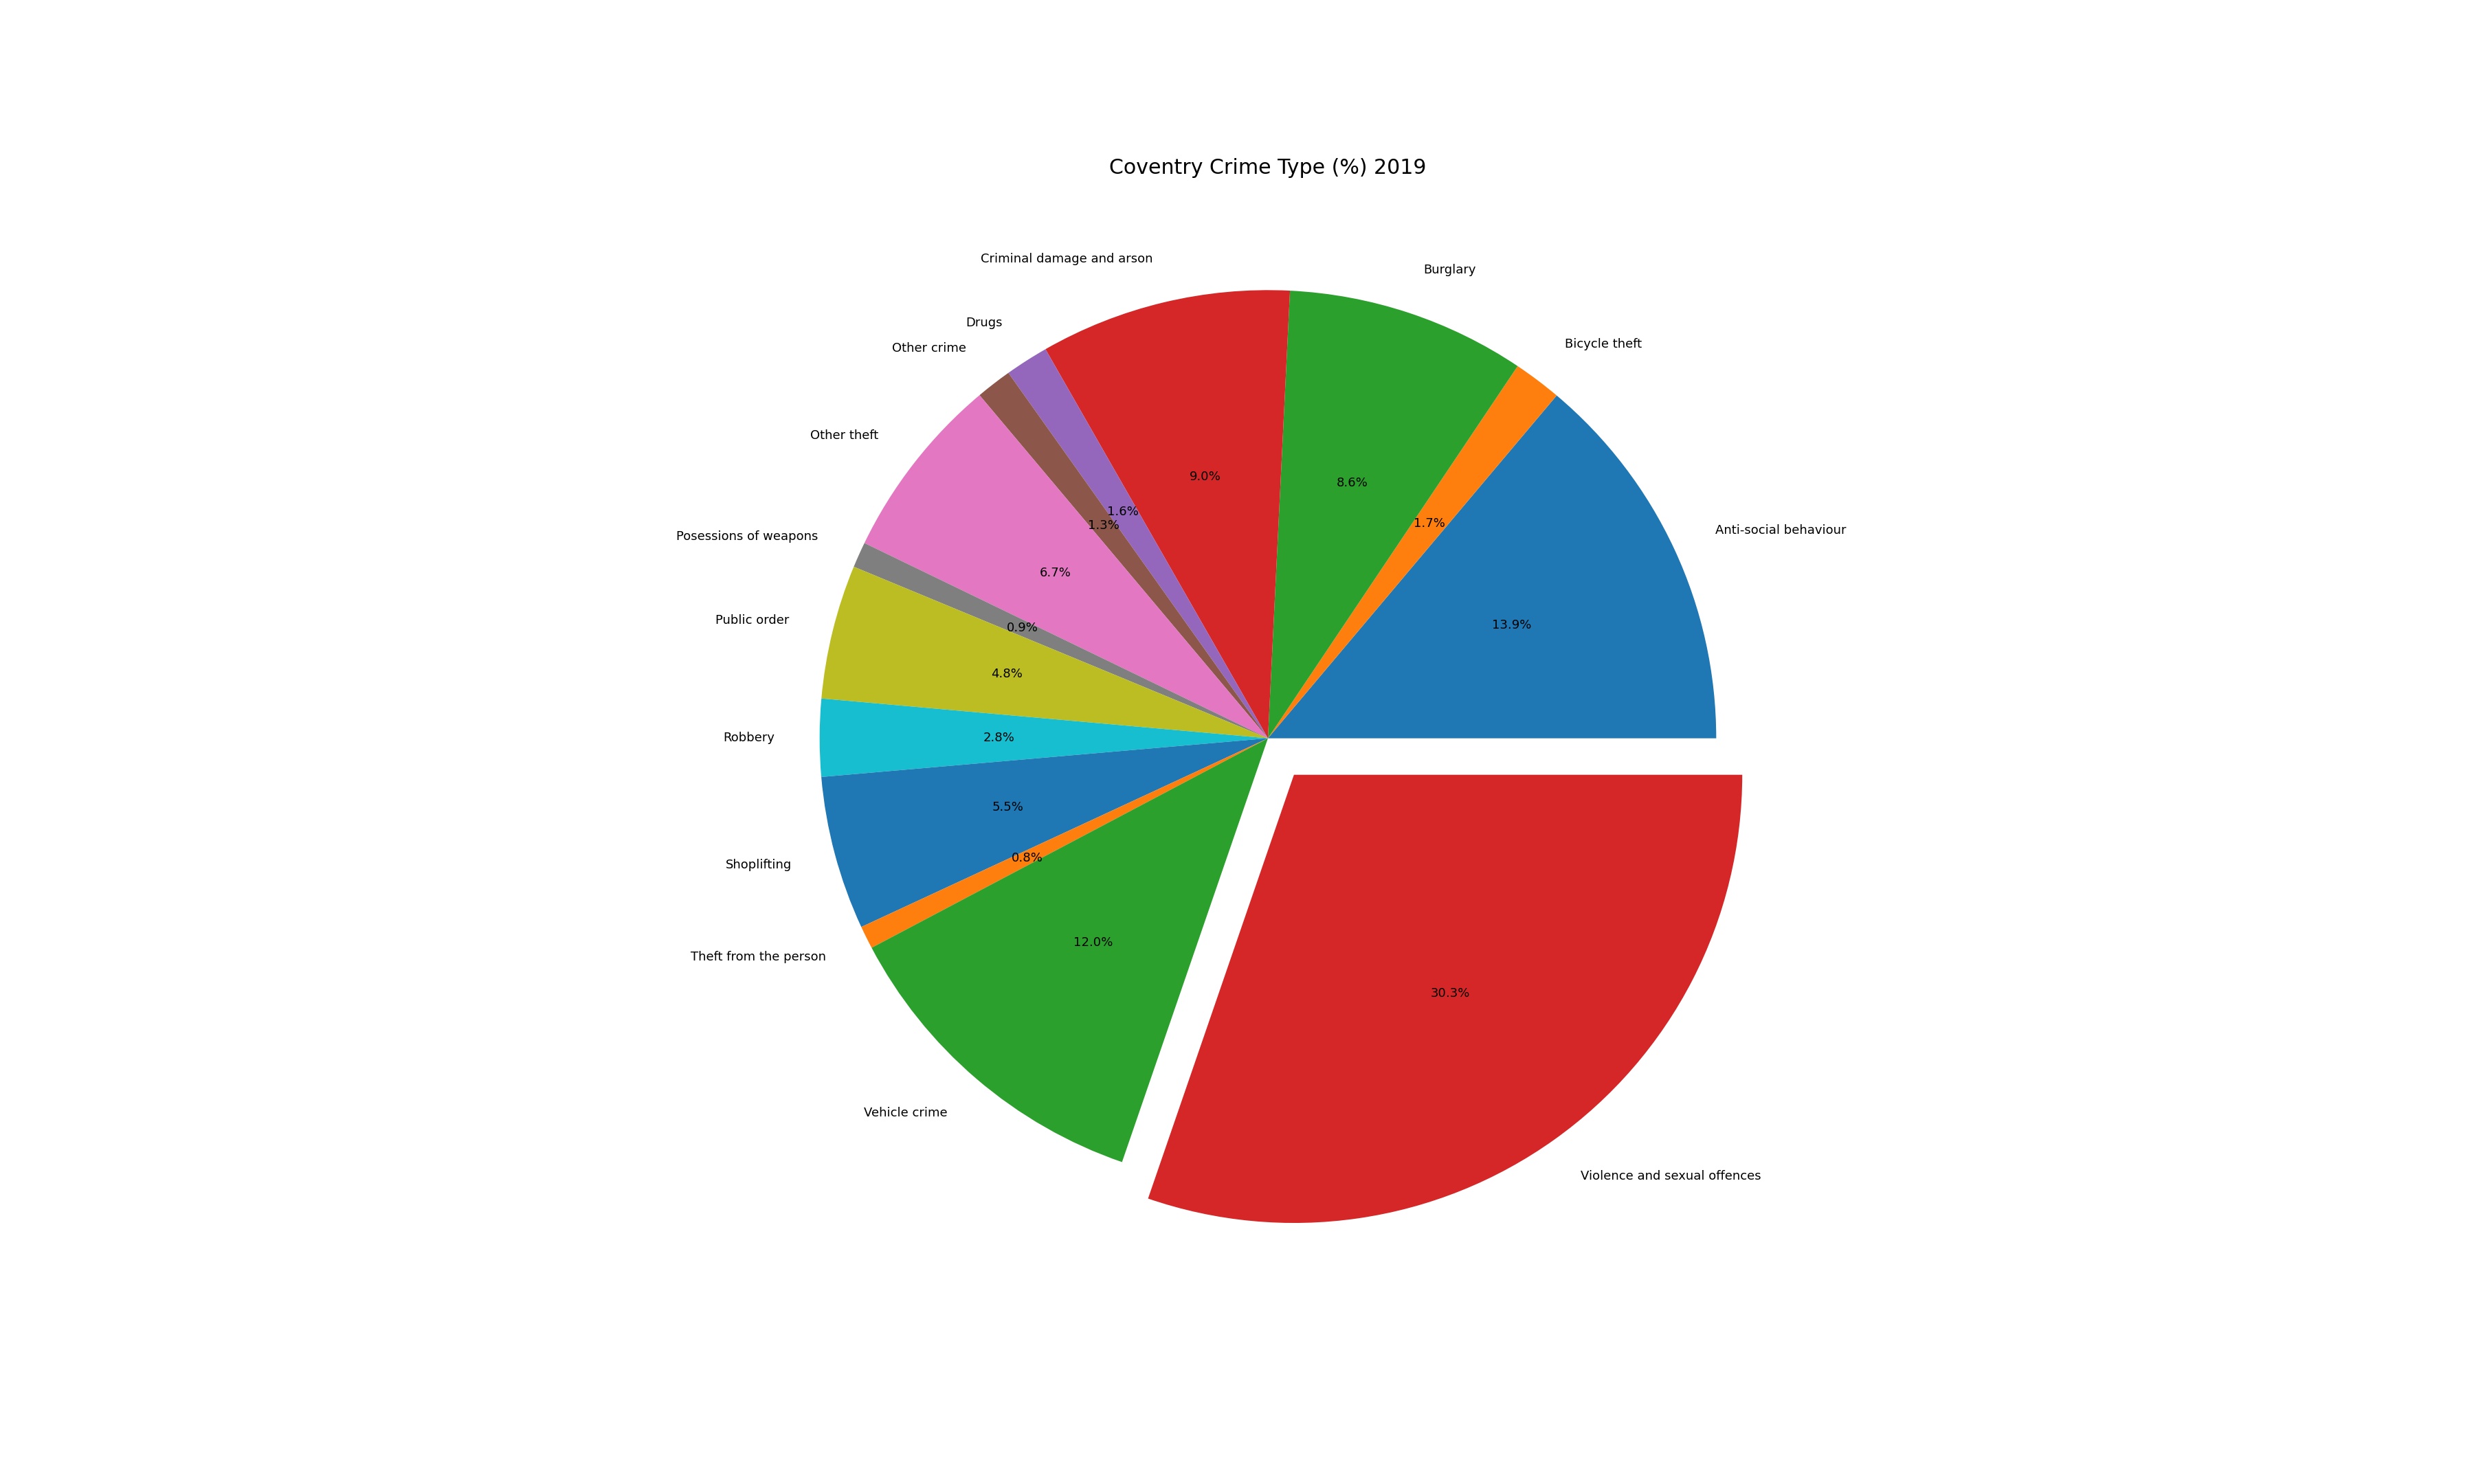 Coventry Crime Type (%) 2019
Criminal damage and arson
Burglary
Drugs
Bicycle theft
Other crime
Other theft
9.0%
8.6%
1.6%
1.3%
1.7%
Anti-social behaviour
Posessions of weapons
6.7%
Public order
0.9%
13.9%
4.8%
Robbery
2.8%
5.5%
Shoplifting
0.8%
Theft from the person
12.0%
30.3%
Vehicle crime
Violence and sexual offences